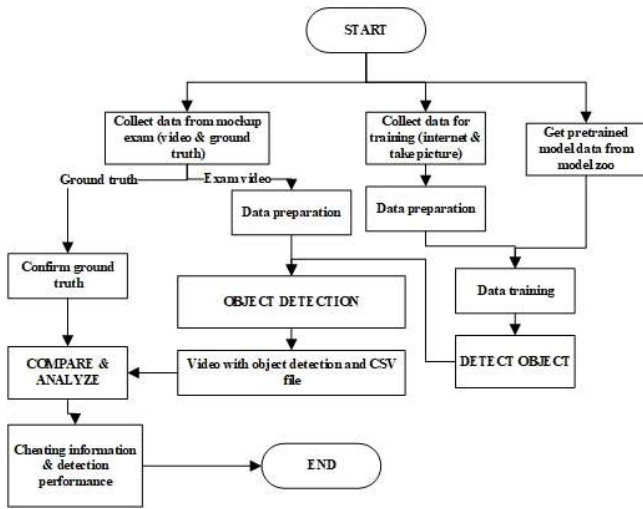 START
Collect data from mockup
exam (video & ground
truth)
Collect data for
training (internet &
take picture)
Get pretrained
model data from
model zoo
Ground truth
Exam video
Data preparation
Data preparation
Confirm ground
truth
OBJECT DETECTION
Data training
COMPARE &
ANALYZE
Video with object detection and CSV
file
DETECT OBJECT
Cheating information
& detection
performance
END